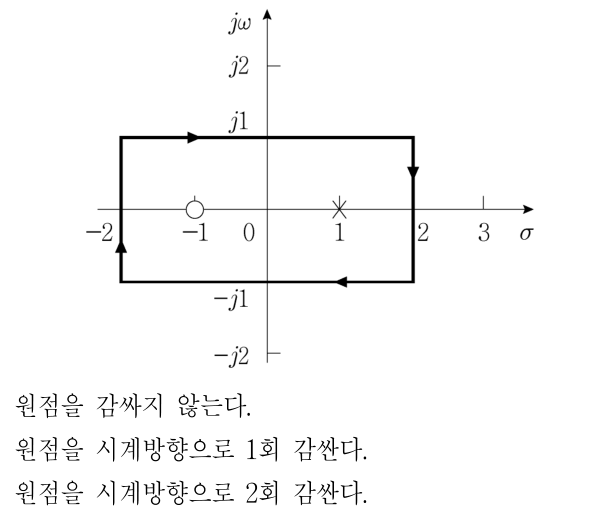 jω
j2
j1
−2 −1 0 1 2 3 σ
−j1
−j2
원점을 감싸지 않는다.
원점을 시계방향으로 1회 감싼다.
원점을 시계방향으로 2회 감싼다.